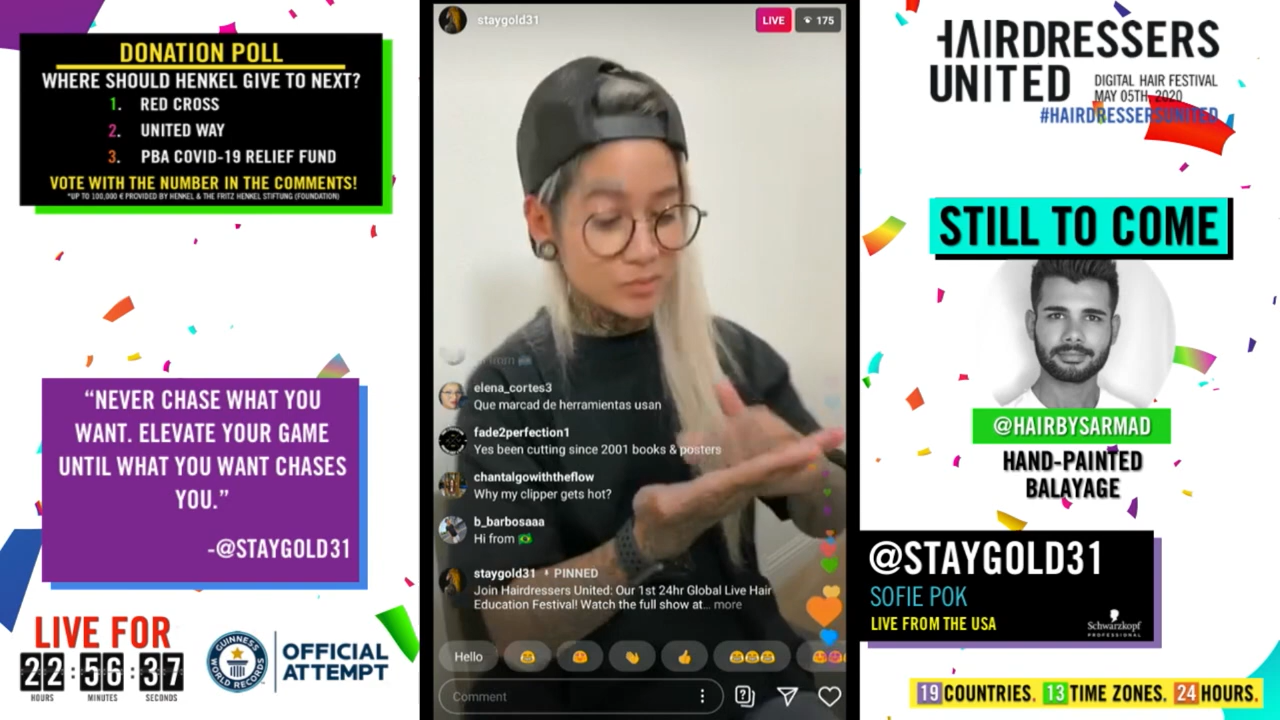 DONATION POLL
WHERE SHOULD HENKEL GIVE TO NEXT?
1. RED CROSS
2. UNITED WAY
3. PBA COVID-19 RELIEF FUND
VOTE WITH THE NUMBER IN THE COMMENTS!
*UP TO 100,000 € PROVIDED BY HENKEL & THE FRITZ HENKEL STIFTUNG (FOUNDATION)
“NEVER CHASE WHAT YOU
WANT. ELEVATE YOUR GAME
UNTIL WHAT YOU WANT CHASES
YOU.”
-@STAYGOLD31
LIVE FOR
22:56:37
HOURS MINUTES SECONDS
GUINNESS
WORLD RECORDS
OFFICIAL
ATTEMPT
staygold31
LIVE
175
elena_cortes3
Que marcad de herramientas usan
fade2perfection1
Yes been cutting since 2001 books & posters
chantalgowiththeflow
Why my clipper gets hot?
b_barbosaaa
Hi from 🇧🇷
staygold31 PINNED
Join Hairdressers United: Our 1st 24hr Global Live Hair
Education Festival! Watch the full show at... more
Hello
Comment
HAIRDRESSERS
UNITED
DIGITAL HAIR FESTIVAL
MAY 05TH, 2020
#HAIRDRESSERSUNITED
STILL TO COME
@HAIRBYSARMAD
HAND-PAINTED
BALAYAGE
@STAYGOLD31
SOFIE POK
LIVE FROM THE USA
Schwarzkopf
PROFESSIONAL
19 COUNTRIES. 13 TIME ZONES. 24 HOURS.